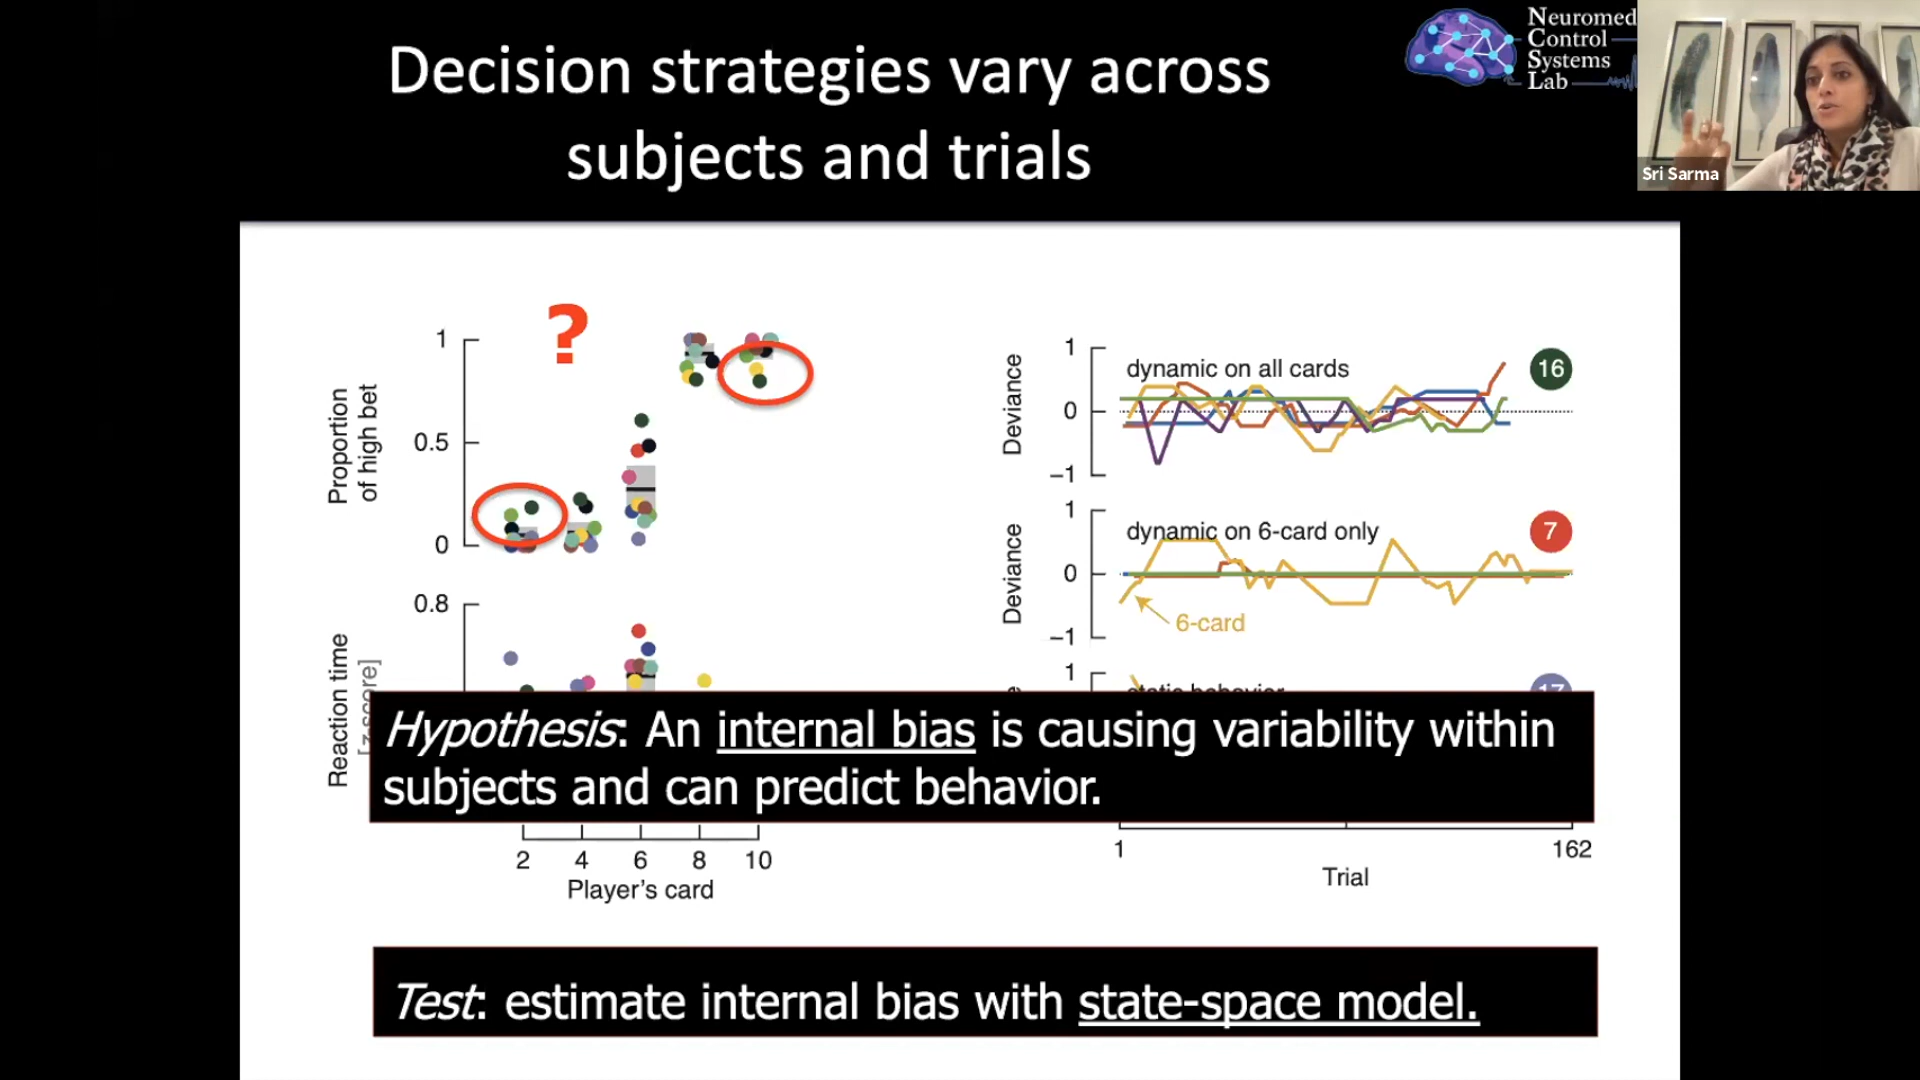 Decision strategies vary across
subjects and trials
Neuromed
Control
Systems
Lab
Sri Sarma
?
1
0.5
0
Proportion
of high bet
0.8
Reaction time
2
4
6
8
10
Player's card
1
0
−1
Deviance
dynamic on all cards
16
1
0
−1
Deviance
dynamic on 6-card only
7
6-card
1
static behavior
17
1
162
Trial
Hypothesis: An internal bias is causing variability within
subjects and can predict behavior.
Test: estimate internal bias with state-space model.